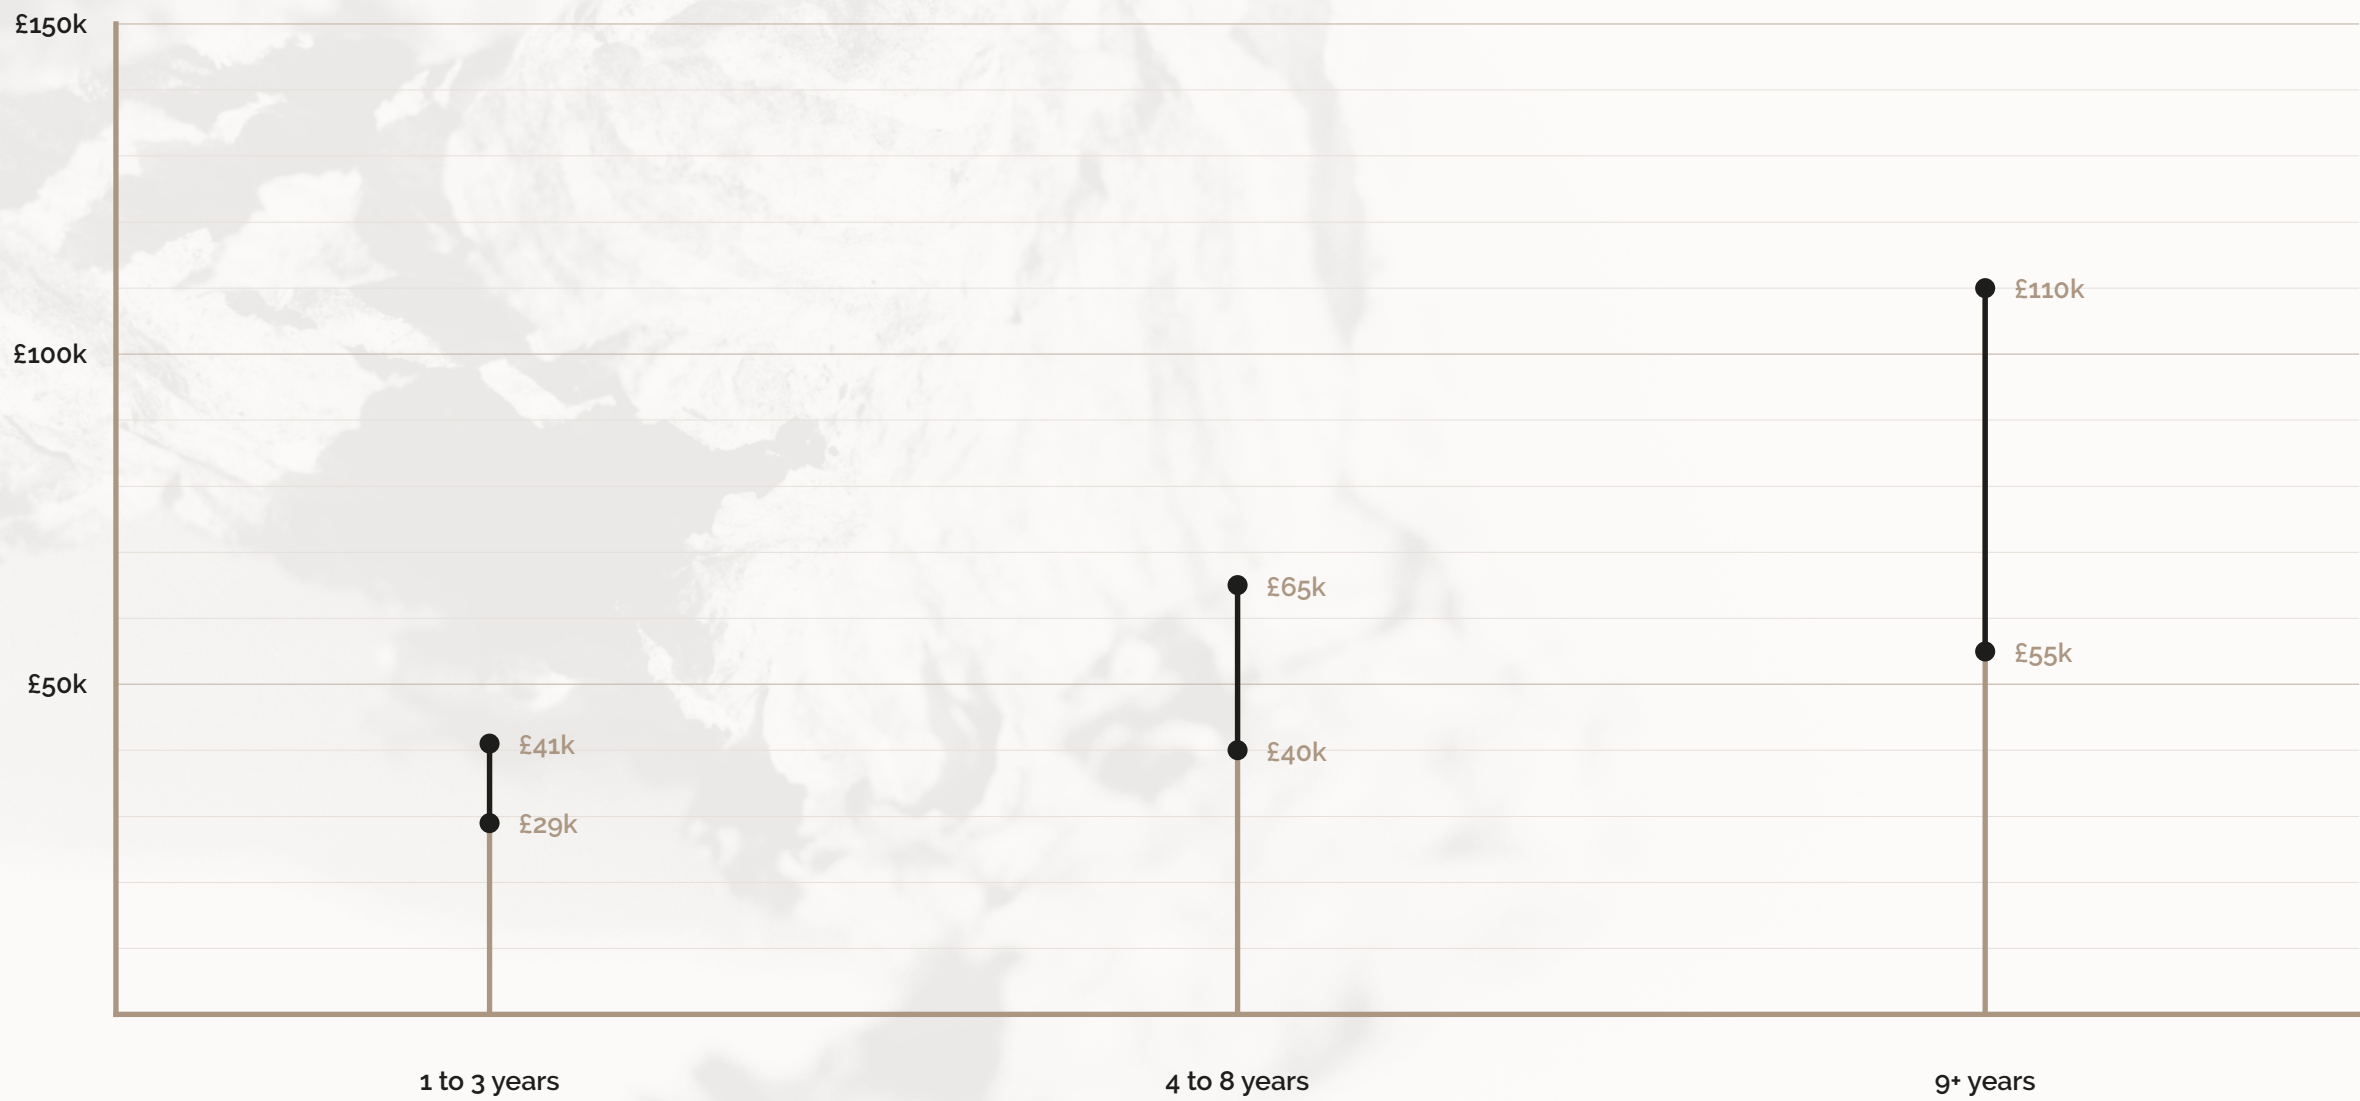 £150k
£110k
£100k
£65k
£55k
£50k
£41k
£40k
£29k
1 to 3 years
4 to 8 years
9+ years